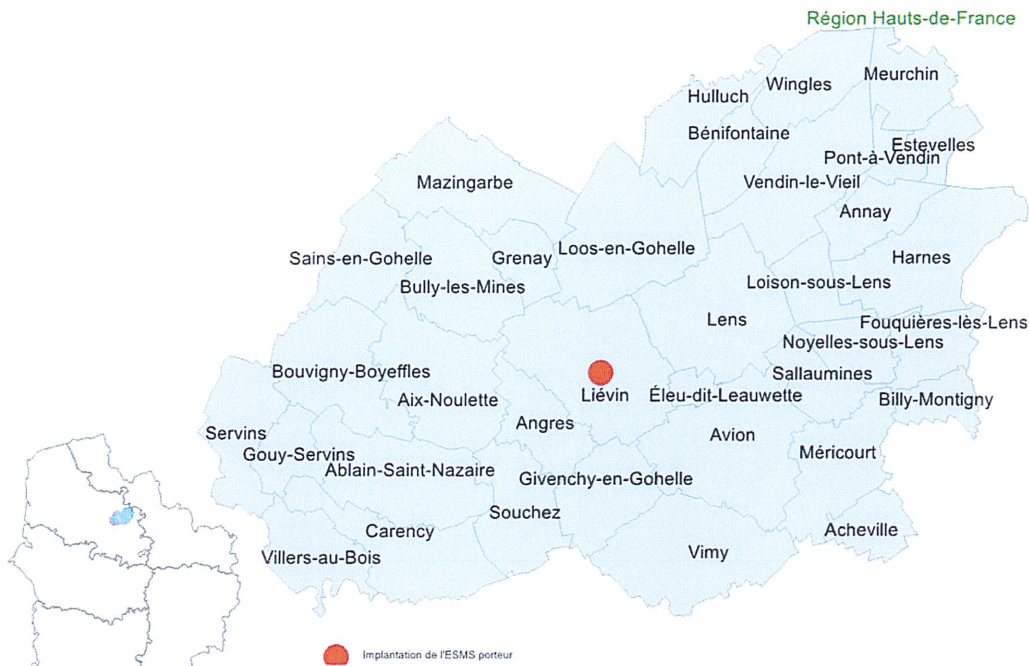 Région Hauts-de-France
Meurchin
Wingles
Hulluch
Bénifontaine
Estevelles
Pont-à-Vendin
Mazingarbe
Vendin-le-Vieil
Annay
Sains-en-Gohelle
Grenay
Loos-en-Gohelle
Harnes
Bully-les-Mines
Loison-sous-Lens
Lens
Fouquières-lès-Lens
Noyelles-sous-Lens
Bouvigny-Boyeffles
Sallaumines
Aix-Noulette
Liévin
Éleu-dit-Leauwette
Billy-Montigny
Angres
Servins
Avion
Gouy-Servins
Méricourt
Ablain-Saint-Nazaire
Givenchy-en-Gohelle
Souchez
Carency
Acheville
Villers-au-Bois
Vimy
Implantation de l'ESMS porteur